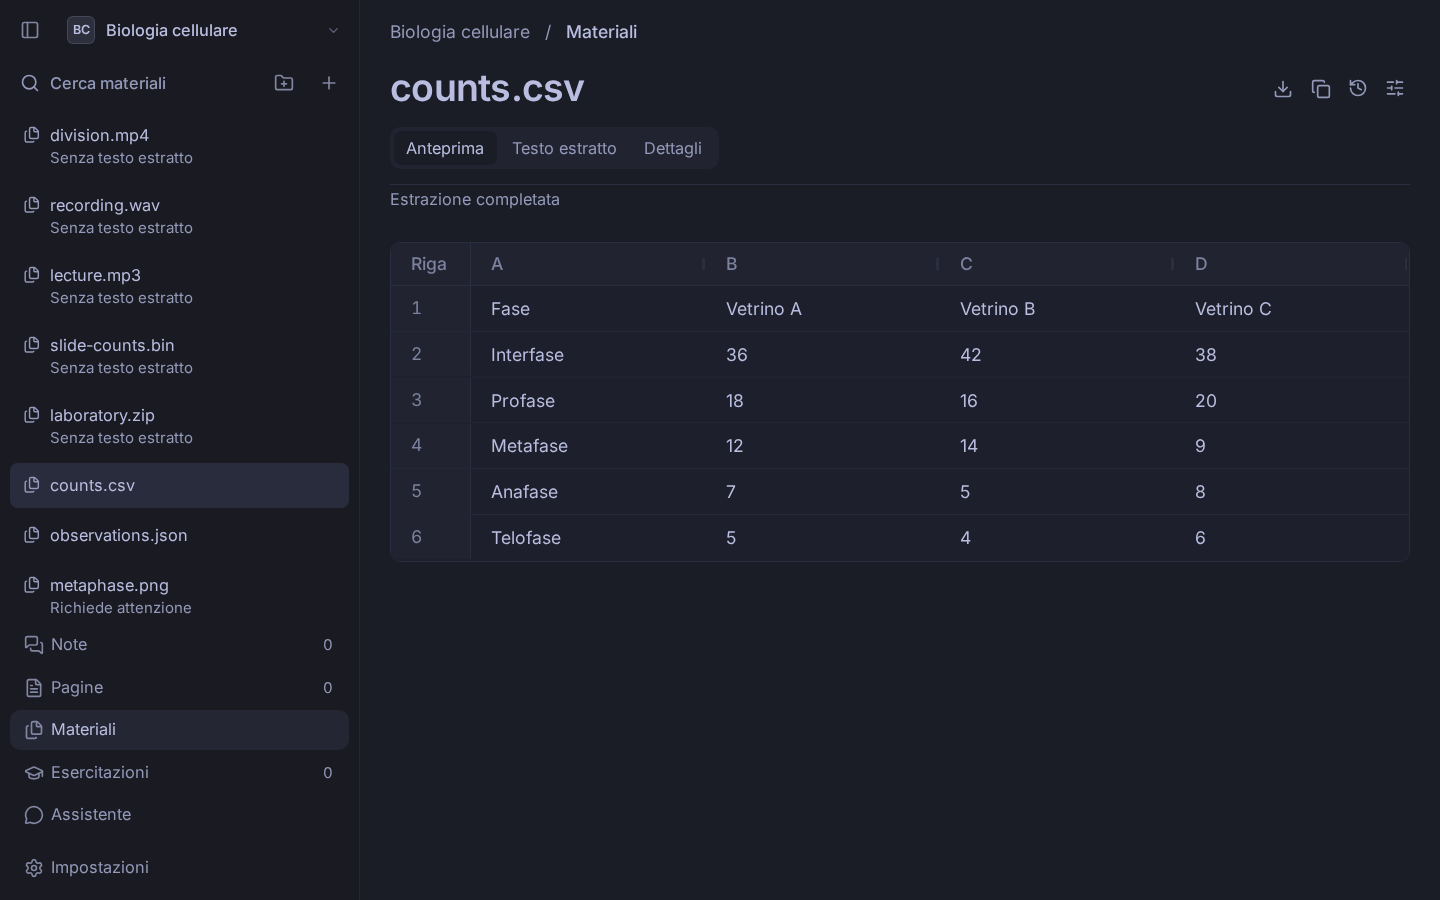 BC Biologia cellulare
Cerca materiali
division.mp4
Senza testo estratto
recording.wav
Senza testo estratto
lecture.mp3
Senza testo estratto
slide-counts.bin
Senza testo estratto
laboratory.zip
Senza testo estratto
counts.csv
observations.json
metaphase.png
Richiede attenzione
Note 0
Pagine 0
Materiali
Esercitazioni 0
Assistente
Impostazioni
Biologia cellulare / Materiali
counts.csv
Anteprima Testo estratto Dettagli
Estrazione completata
Riga A B C D
1 Fase Vetrino A Vetrino B Vetrino C
2 Interfase 36 42 38
3 Profase 18 16 20
4 Metafase 12 14 9
5 Anafase 7 5 8
6 Telofase 5 4 6